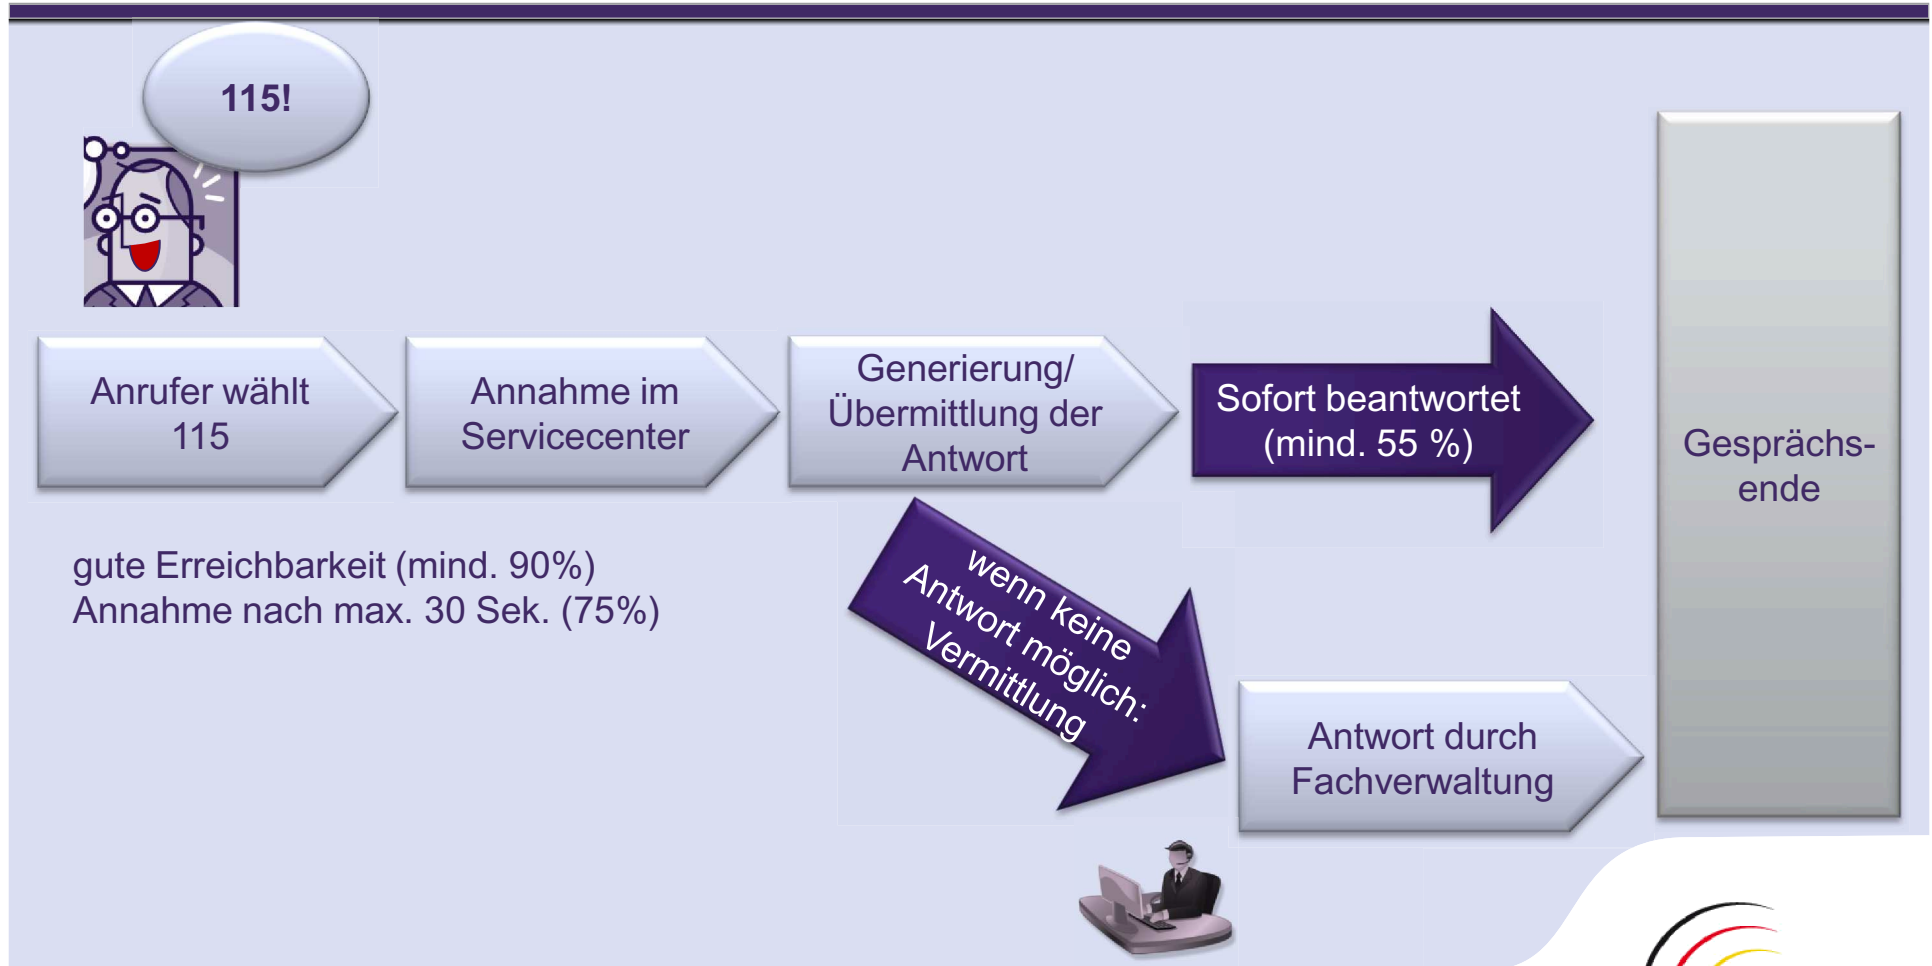 115!
Anrufer wählt
115
Annahme im
Servicecenter
Generierung/
Übermittlung der
Antwort
Sofort beantwortet
(mind. 55 %)
Gesprächs-
ende
gute Erreichbarkeit (mind. 90%)
Annahme nach max. 30 Sek. (75%)
wenn keine
Antwort möglich:
Vermittlung
Antwort durch
Fachverwaltung